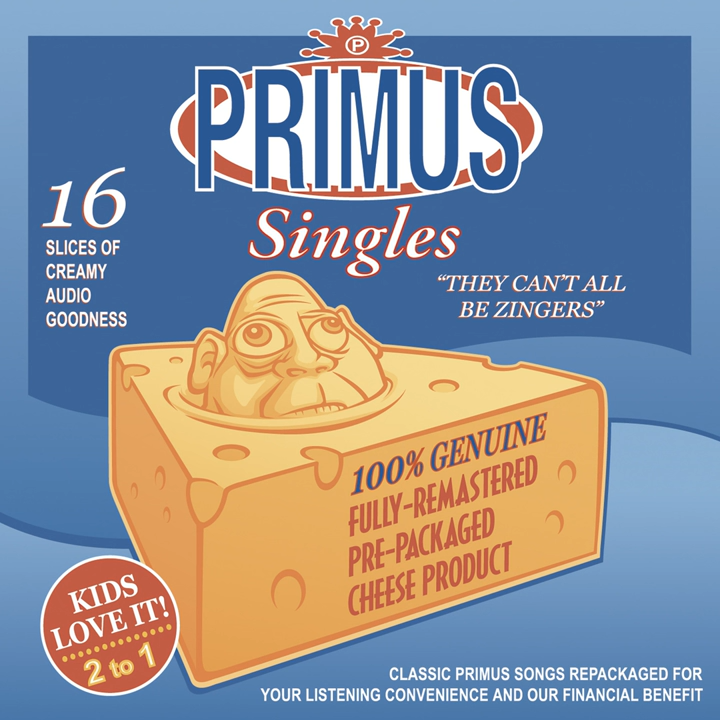 P
PRIMUS
Singles
16
SLICES OF
CREAMY
AUDIO
GOODNESS
“THEY CAN’T ALL
BE ZINGERS”
100% GENUINE
FULLY-REMASTERED
PRE-PACKAGED
CHEESE PRODUCT
KIDS
LOVE IT!
2 to 1
CLASSIC PRIMUS SONGS REPACKAGED FOR
YOUR LISTENING CONVENIENCE AND OUR FINANCIAL BENEFIT